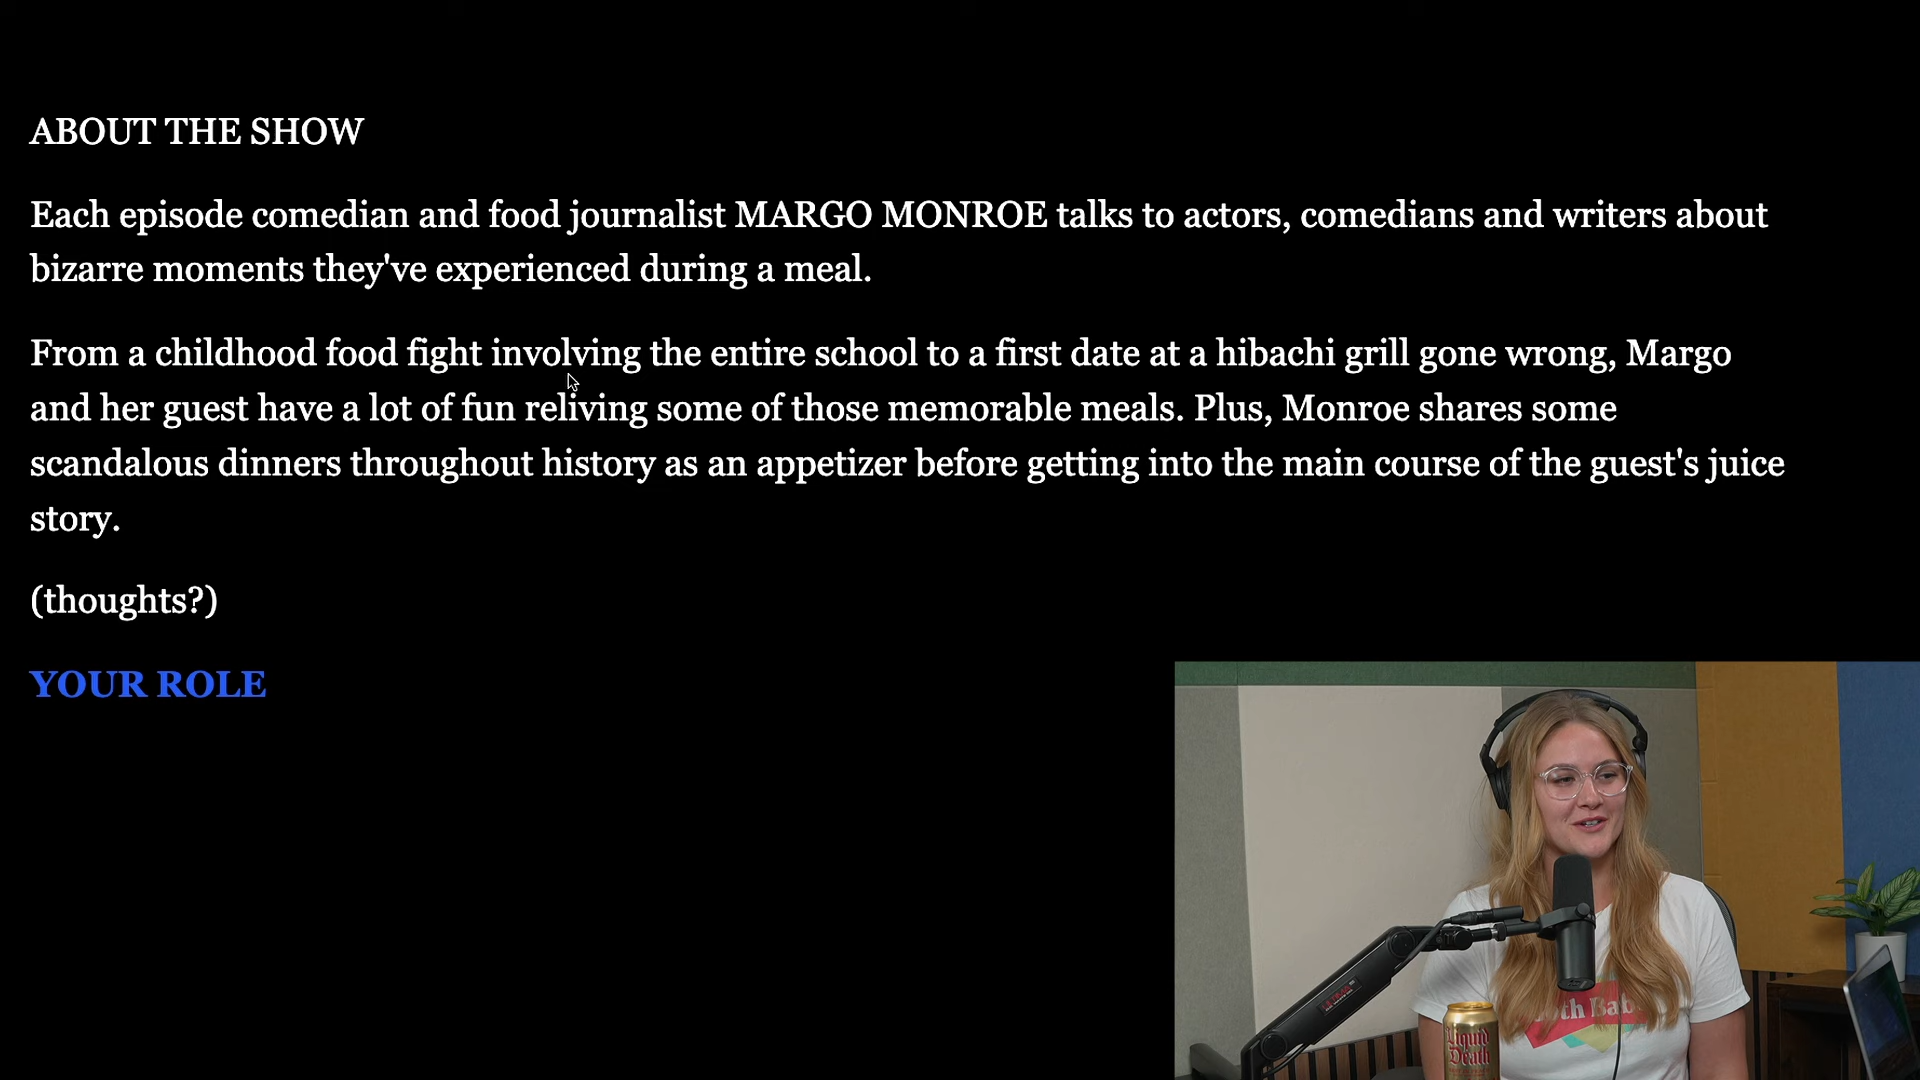 ABOUT THE SHOW
Each episode comedian and food journalist MARGO MONROE talks to actors, comedians and writers about
bizarre moments they've experienced during a meal.
From a childhood food fight involving the entire school to a first date at a hibachi grill gone wrong, Margo
and her guest have a lot of fun reliving some of those memorable meals. Plus, Monroe shares some
scandalous dinners throughout history as an appetizer before getting into the main course of the guest's juice
story.
(thoughts?)
YOUR ROLE
Liquid
Death